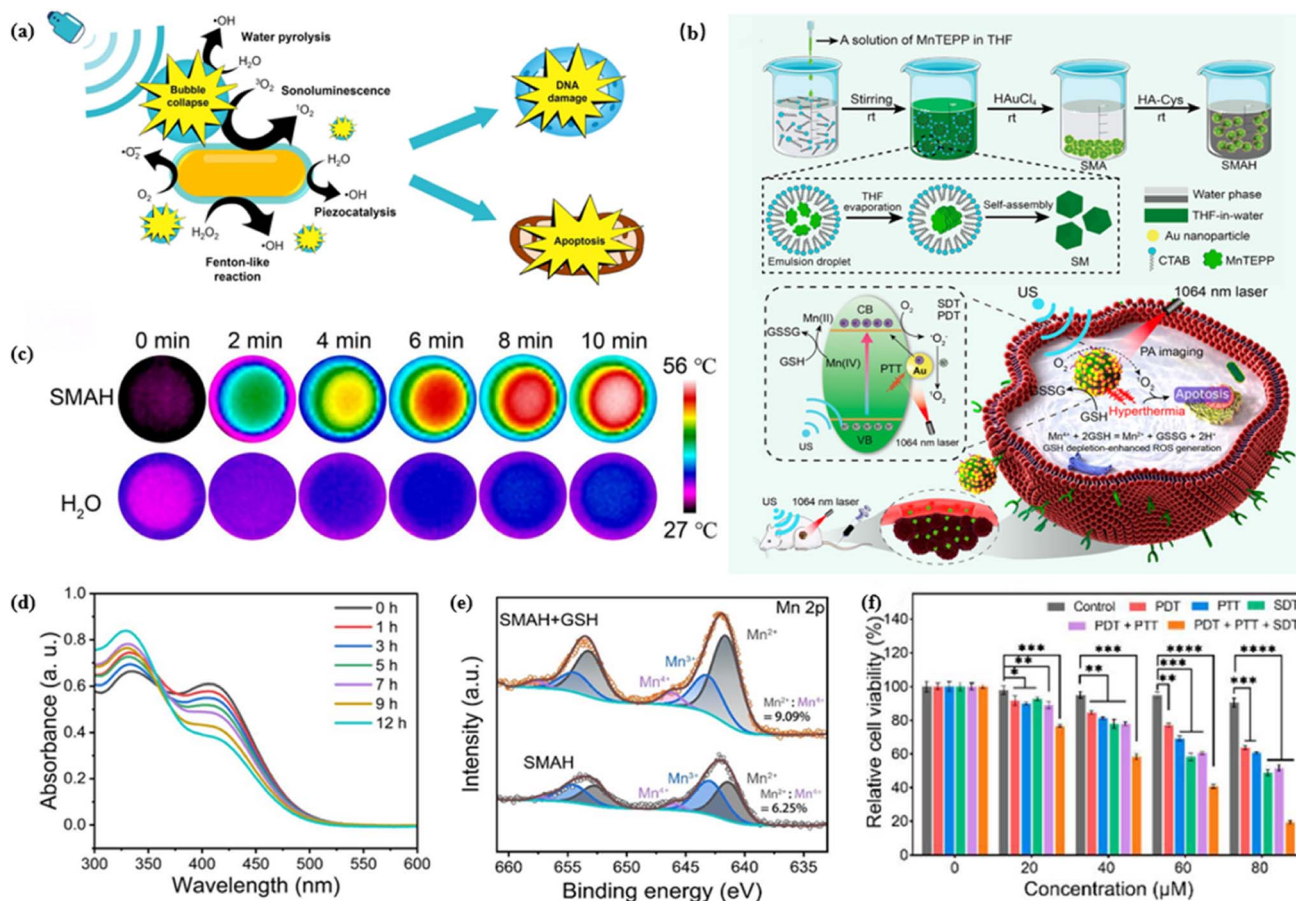 (a)
•OH
Water pyrolysis
H₂O
³O₂
Bubble
collapse
Sonoluminescence
¹O₂
•O₂⁻
O₂
H₂O
•OH
Piezocatalysis
H₂O₂
•OH
Fenton-like
reaction
DNA
damage
Apoptosis
(b)
A solution of MnTEPP in THF
Stirring
rt
HAuCl₄
rt
HA-Cys
rt
SMA
SMAH
THF
evaporation
Self-assembly
Emulsion droplet
SM
Water phase
THF-in-water
Au nanoparticle
CTAB
MnTEPP
CB
O₂
SDT
PDT
Mn(II)
GSSG
GSH
Mn(IV)
•O₂⁻
PTT
Au
¹O₂
US
VB
1064 nm laser
US
1064 nm laser
PA imaging
O₂
GSSG
GSH
Hyperthermia
Apotosis
Mn⁴⁺ + 2GSH = Mn²⁺ + GSSG + 2H⁺
GSH depletion-enhanced ROS generation
US
1064 nm laser
(c)
0 min 2 min 4 min 6 min 8 min 10 min
SMAH
H₂O
56 ℃
27 ℃
(d)
Absorbance (a. u.)
1.0
0.8
0.6
0.4
0.2
0.0
0 h
1 h
3 h
5 h
7 h
9 h
12 h
300 350 400 450 500 550 600
Wavelength (nm)
(e)
Intensity (a.u.)
SMAH+GSH
Mn 2p
Mn²⁺
Mn³⁺
Mn⁴⁺
Mn²⁺ : Mn⁴⁺
= 9.09%
SMAH
Mn³⁺
Mn²⁺
Mn⁴⁺
Mn²⁺ : Mn⁴⁺
= 6.25%
661 653 645 643 640 635
Binding energy (eV)
(f)
Relative cell viability (%)
140
120
100
80
60
40
20
0
Control PDT PTT SDT
PDT + PTT PDT + PTT + SDT
*
**
***
**
***
**
***
****
***
****
0 20 40 60 80
Concentration (μM)